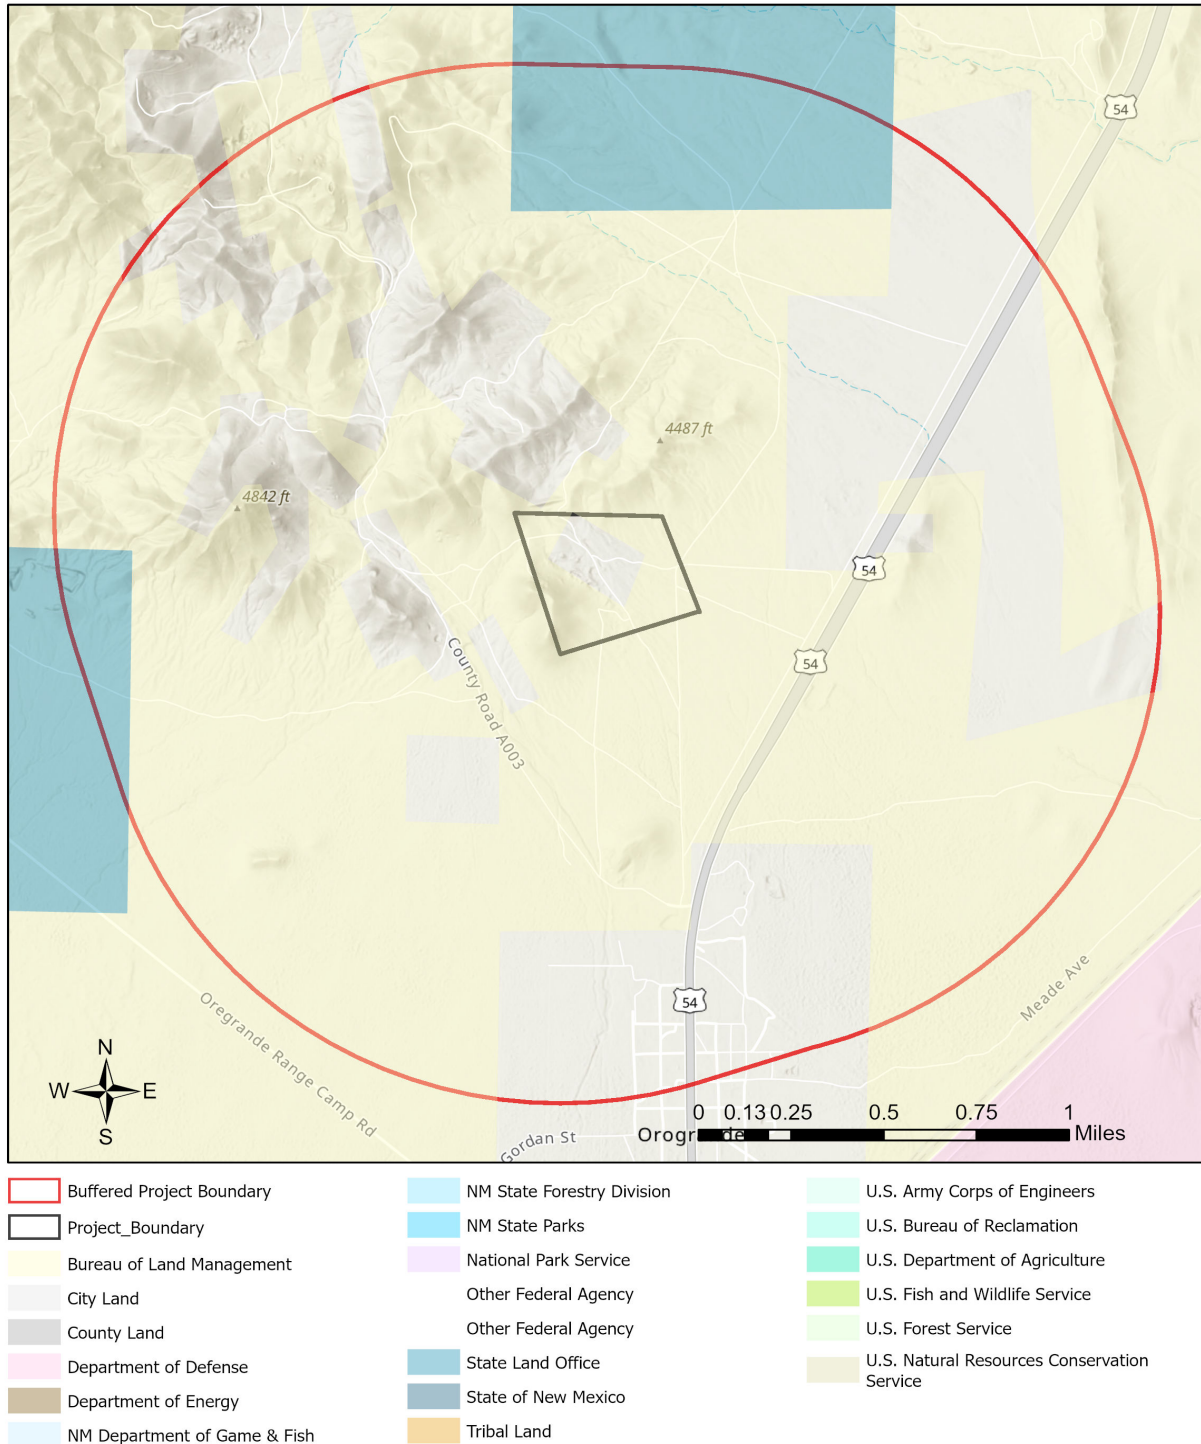 54
4487 ft
4842 ft
54
54
County Road A003
54
Meade Ave
Oregrande Range Camp Rd
Gordan St
N
W E
S
0 0.13 0.25 0.5 0.75 1
Miles
Buffered Project Boundary
Project_Boundary
Bureau of Land Management
City Land
County Land
Department of Defense
Department of Energy
NM Department of Game & Fish
NM State Forestry Division
NM State Parks
National Park Service
Other Federal Agency
Other Federal Agency
State Land Office
State of New Mexico
Tribal Land
U.S. Army Corps of Engineers
U.S. Bureau of Reclamation
U.S. Department of Agriculture
U.S. Fish and Wildlife Service
U.S. Forest Service
U.S. Natural Resources Conservation
Service